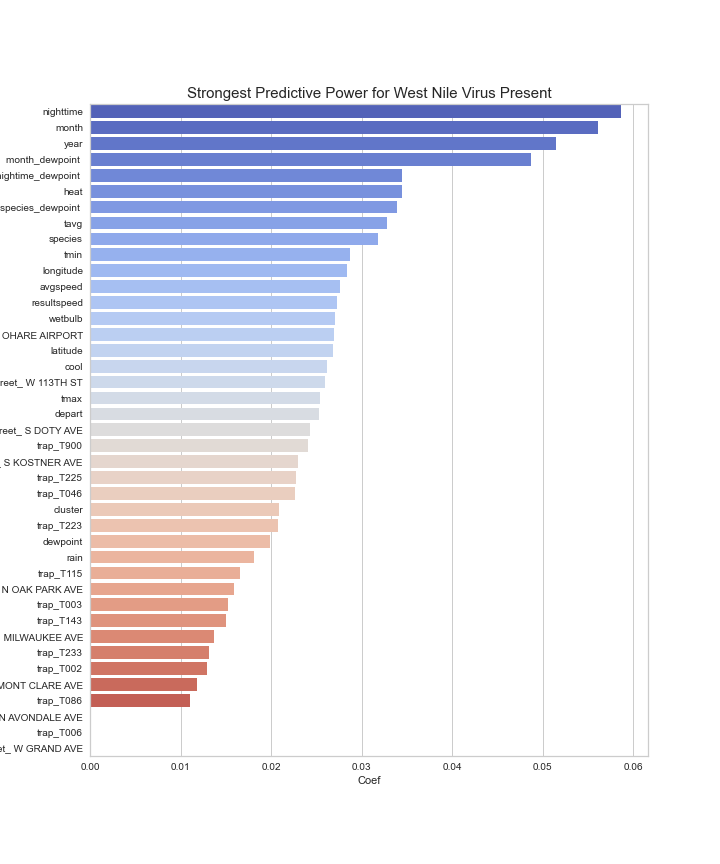 Strongest Predictive Power for West Nile Virus Present
nighttime
month
year
month_dewpoint
nightime_dewpoint
heat
species_dewpoint
tavg
species
tmin
longitude
avgspeed
resultspeed
wetbulb
OHARE AIRPORT
latitude
cool
reet_ W 113TH ST
tmax
depart
reet_ S DOTY AVE
trap_T900
_ S KOSTNER AVE
trap_T225
trap_T046
cluster
trap_T223
dewpoint
rain
trap_T115
N OAK PARK AVE
trap_T003
trap_T143
MILWAUKEE AVE
trap_T233
trap_T002
MONT CLARE AVE
trap_T086
N AVONDALE AVE
trap_T006
et_ W GRAND AVE
0.00 0.01 0.02 0.03 0.04 0.05 0.06
Coef